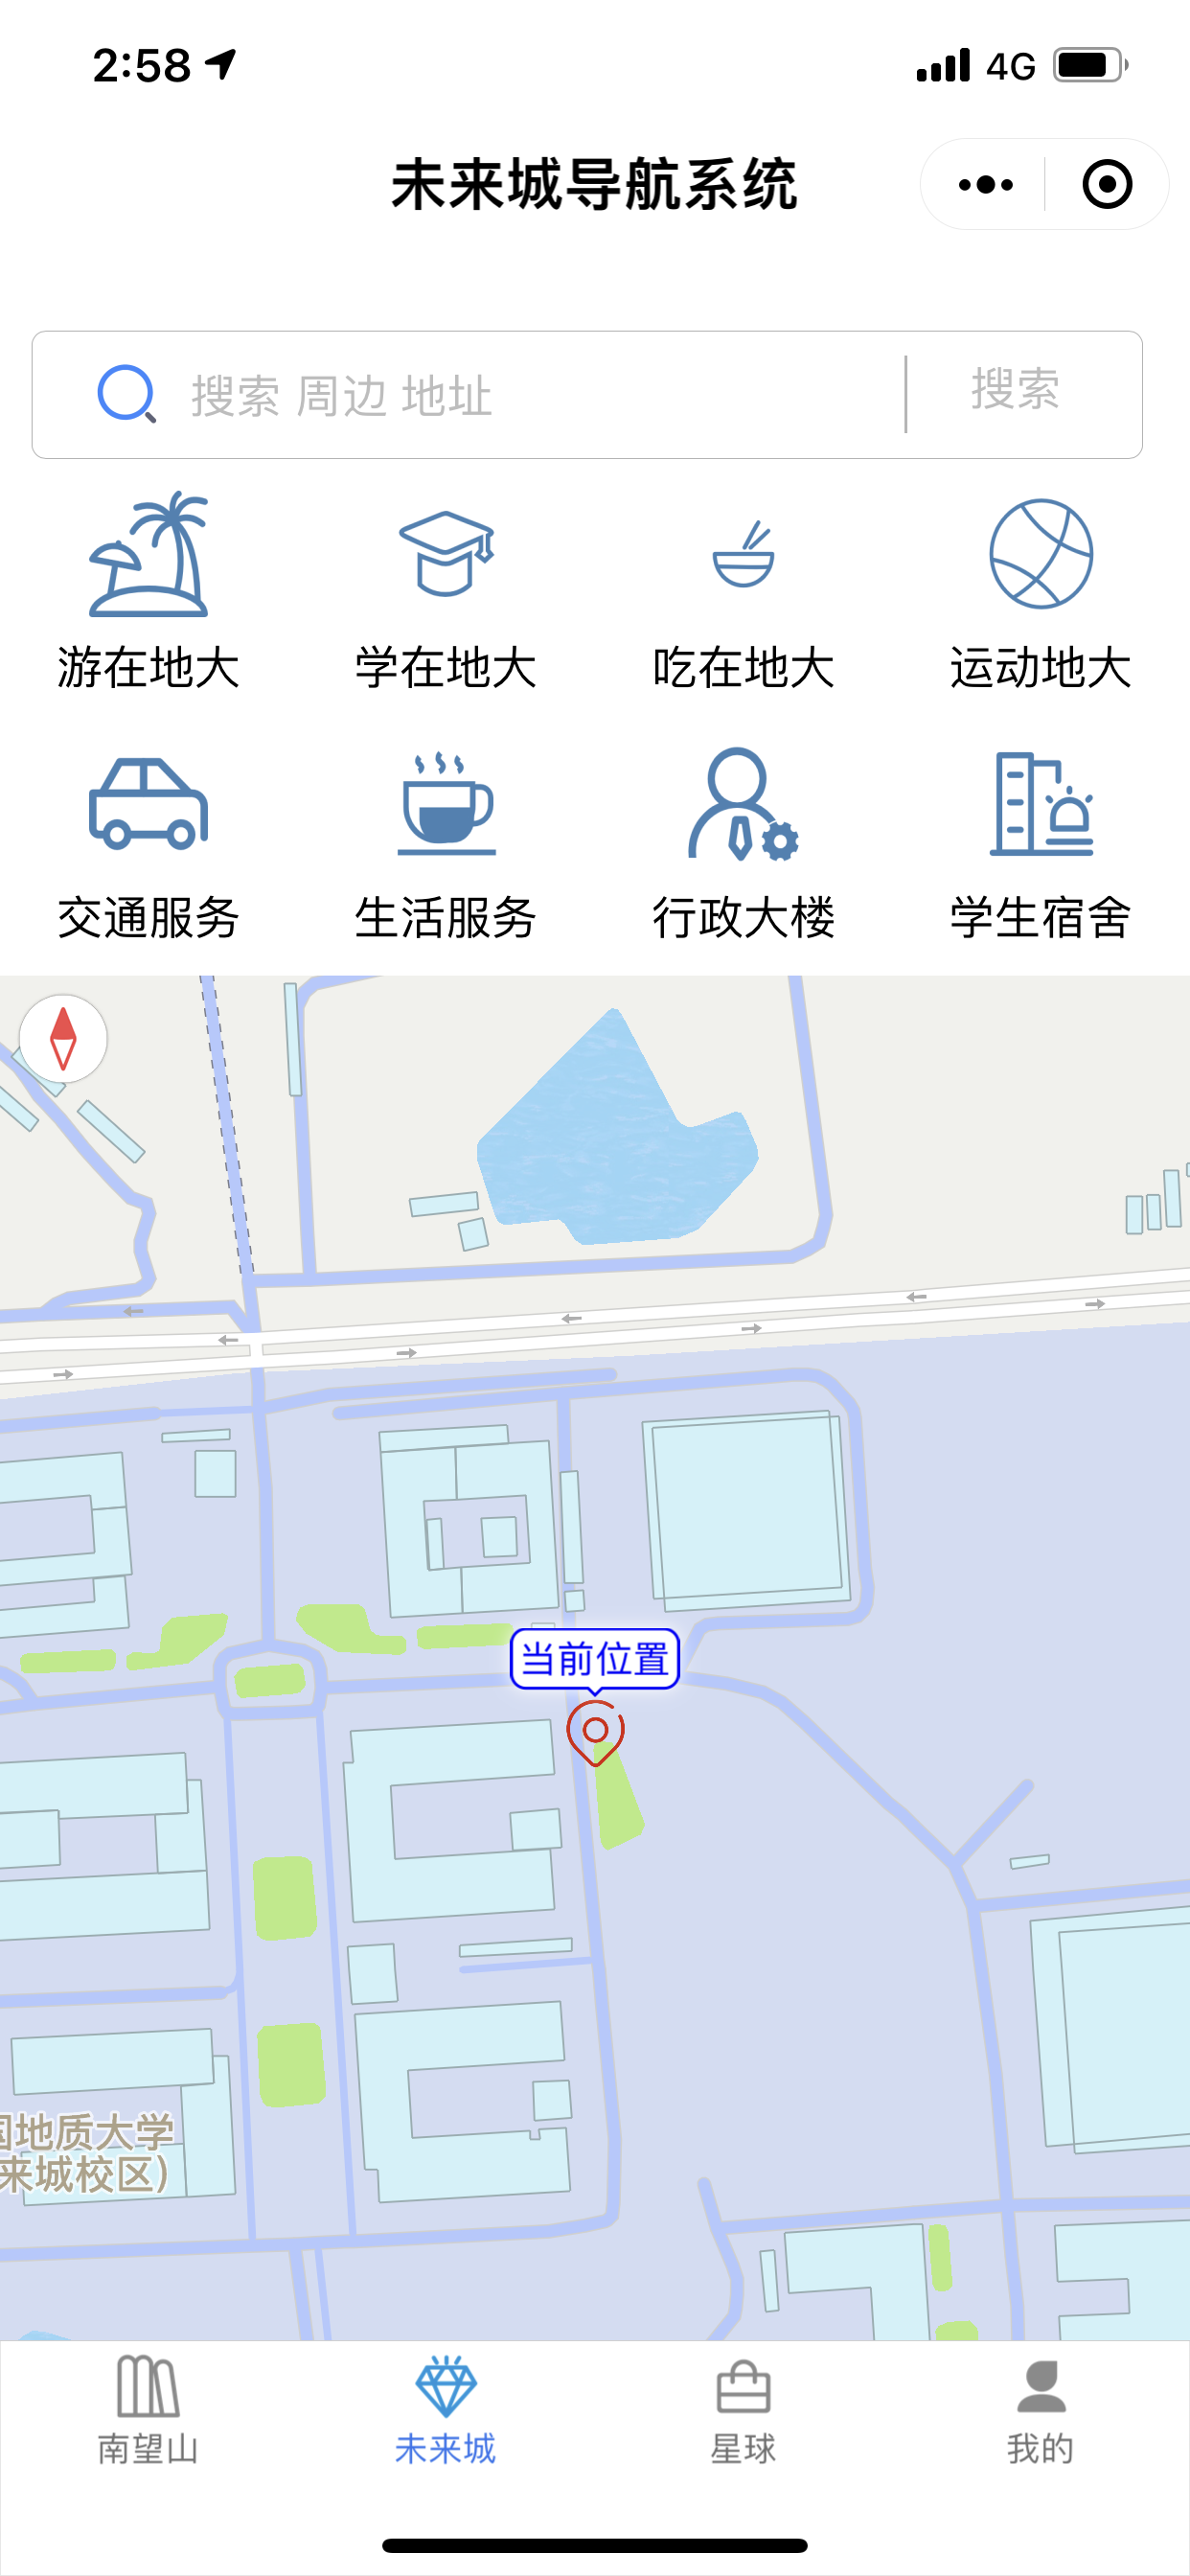 2:58
4G
未来城导航系统
搜索 周边 地址
搜索
游在地大
学在地大
吃在地大
运动地大
交通服务
生活服务
行政大楼
学生宿舍
当前位置
国地质大学
来城校区)
南望山
未来城
星球
我的